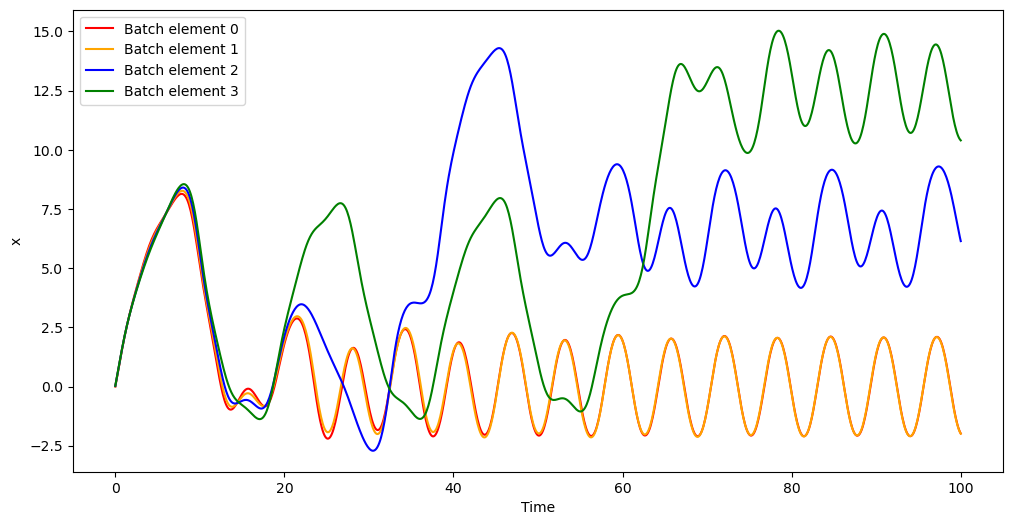 15.0
12.5
10.0
7.5
5.0
2.5
0.0
−2.5
x
Batch element 0
Batch element 1
Batch element 2
Batch element 3
0
20
40
60
80
100
Time